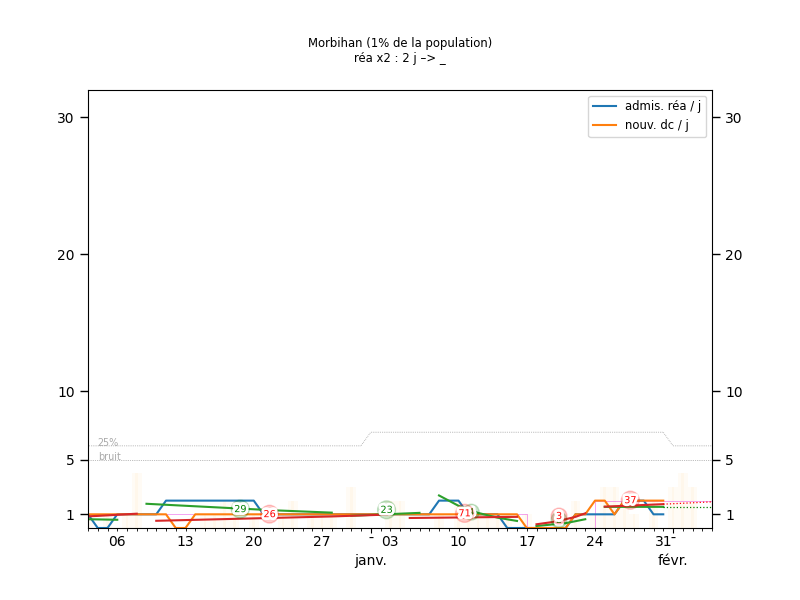 Morbihan (1% de la population)
réa x2 : 2 j –> _
admis. réa / j
nouv. dc / j
30 30
20 20
10 10
25%
bruit
5 5
29 26 23 71 3 37
1 1
06 13 20 27 - 03 10 17 24 31 -
janv. févr.